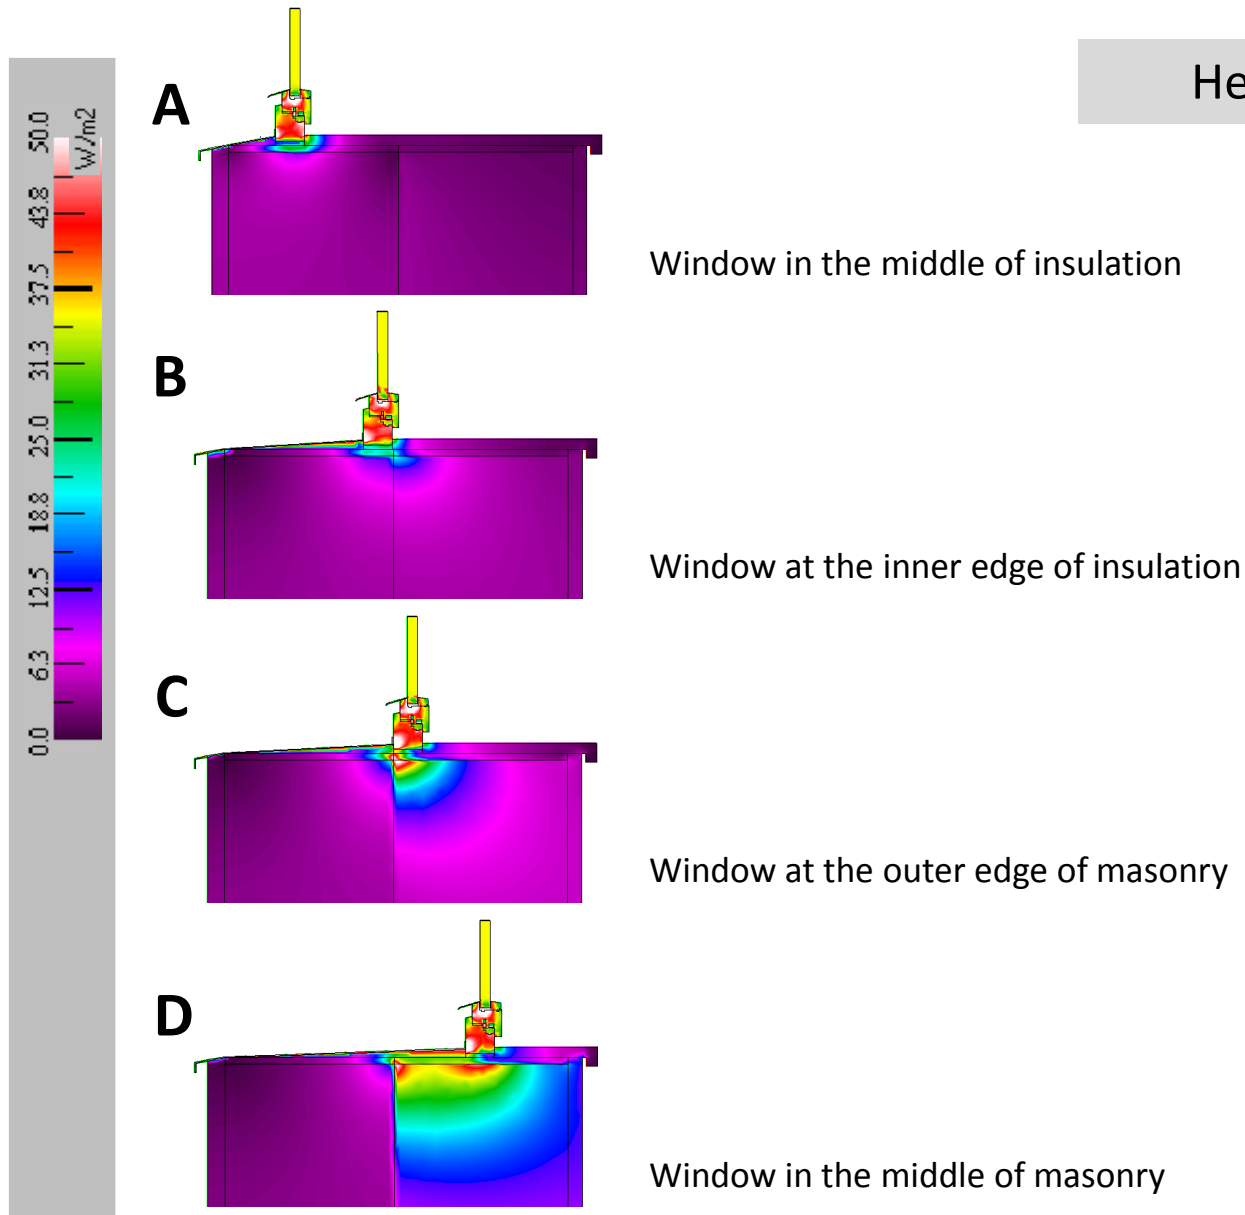 He
A
50.0
W/m2
43.8
37.5
31.3
25.0
18.8
12.5
6.3
0.0
Window in the middle of insulation
B
Window at the inner edge of insulation
C
Window at the outer edge of masonry
D
Window in the middle of masonry